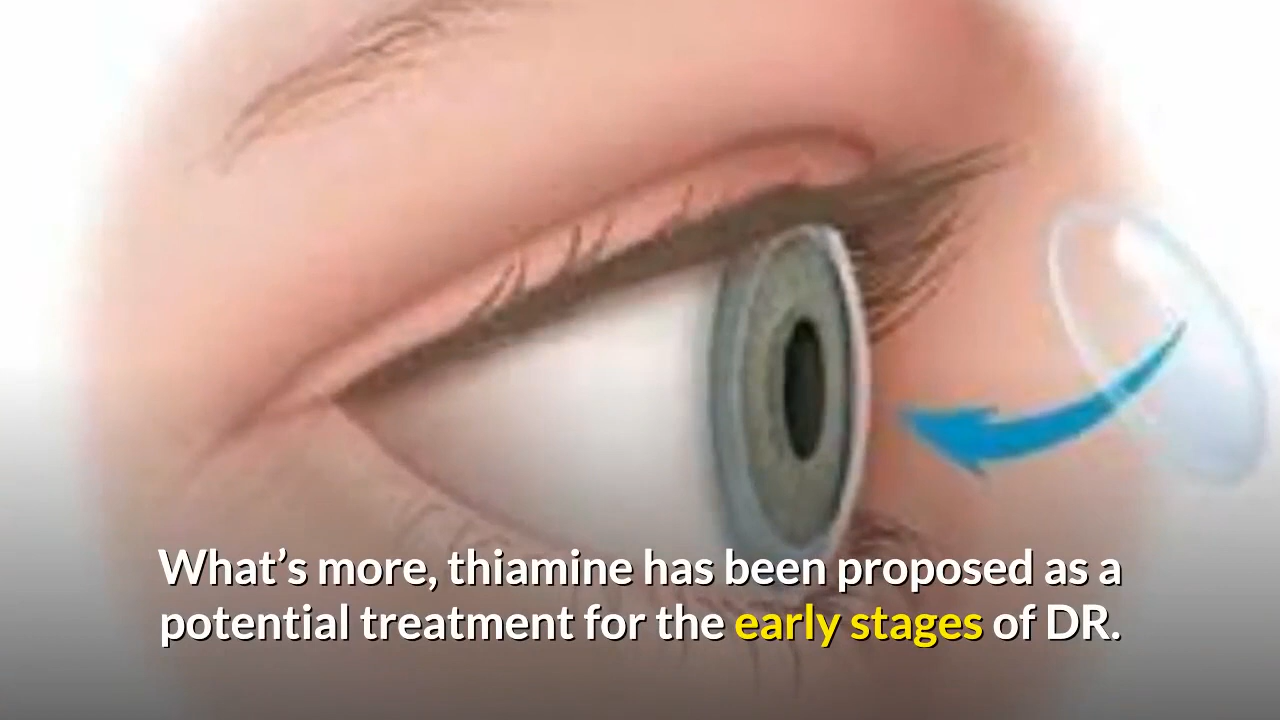 What’s more, thiamine has been proposed as a
potential treatment for the early stages of DR.